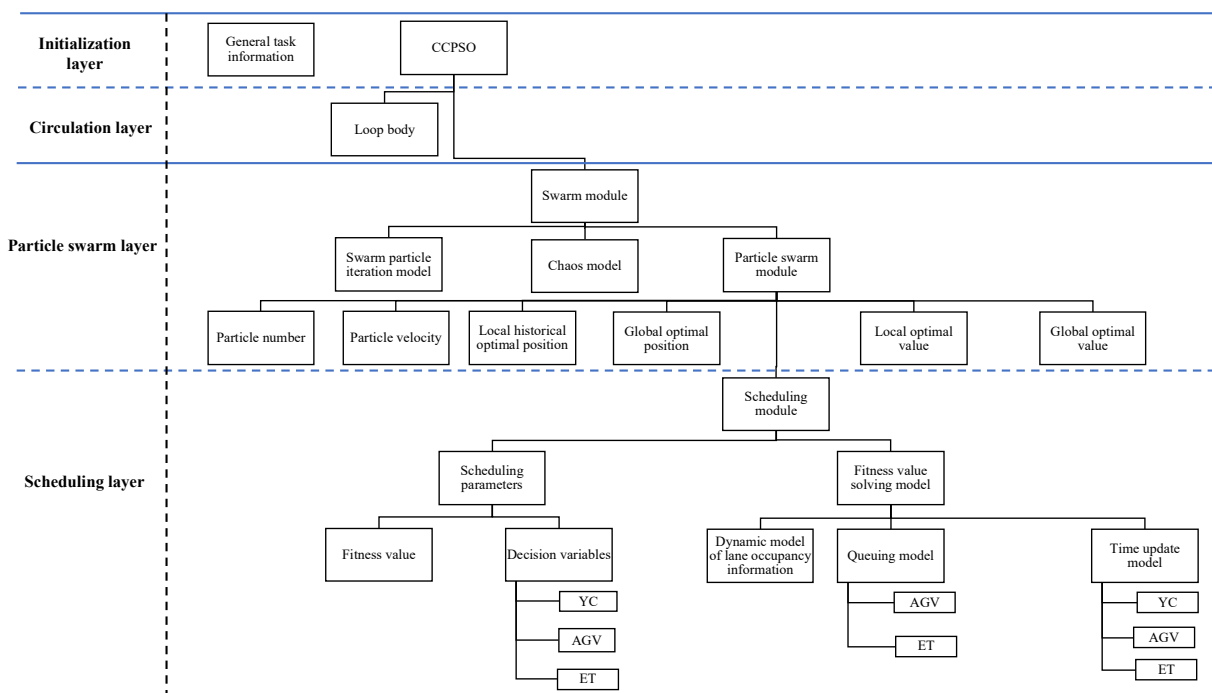 Initialization
layer
General task
information
CCPSO
Circulation layer
Loop body
Particle swarm layer
Swarm module
Swarm particle
iteration model
Chaos model
Particle swarm
module
Particle number
Particle velocity
Local historical
optimal position
Global optimal
position
Local optimal
value
Global optimal
value
Scheduling layer
Scheduling
module
Scheduling
parameters
Fitness value
solving model
Fitness value
Decision variables
Dynamic model
of lane occupancy
information
Queuing model
Time update
model
YC
AGV
ET
AGV
ET
YC
AGV
ET